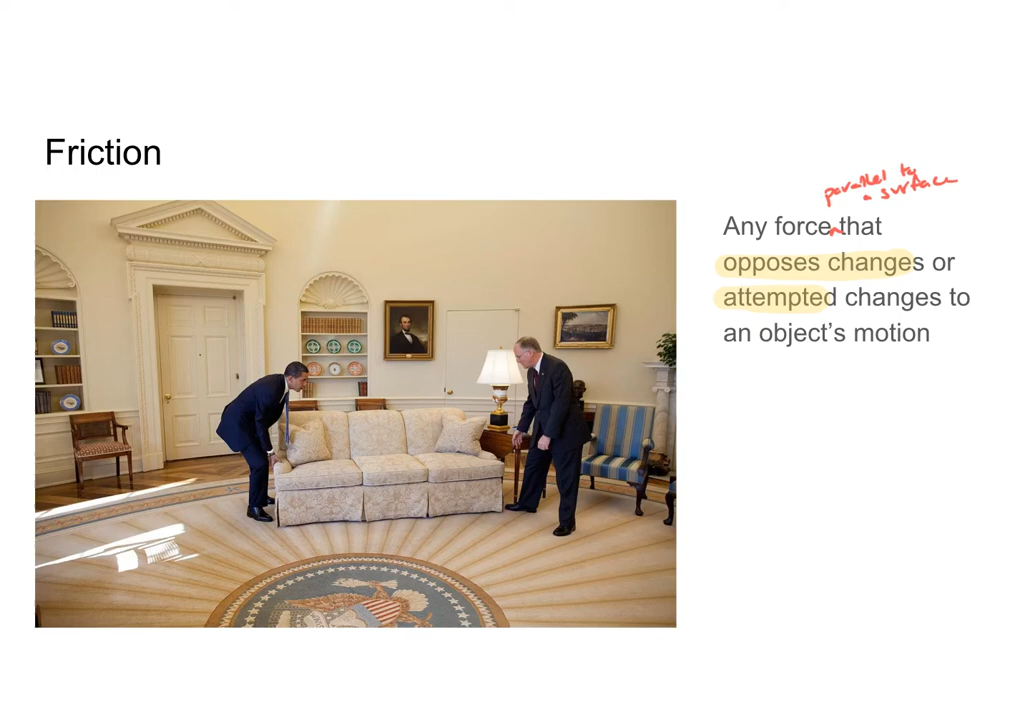 Friction
parallel to
a surface
Any force that
opposes changes or
attempted changes to
an object’s motion